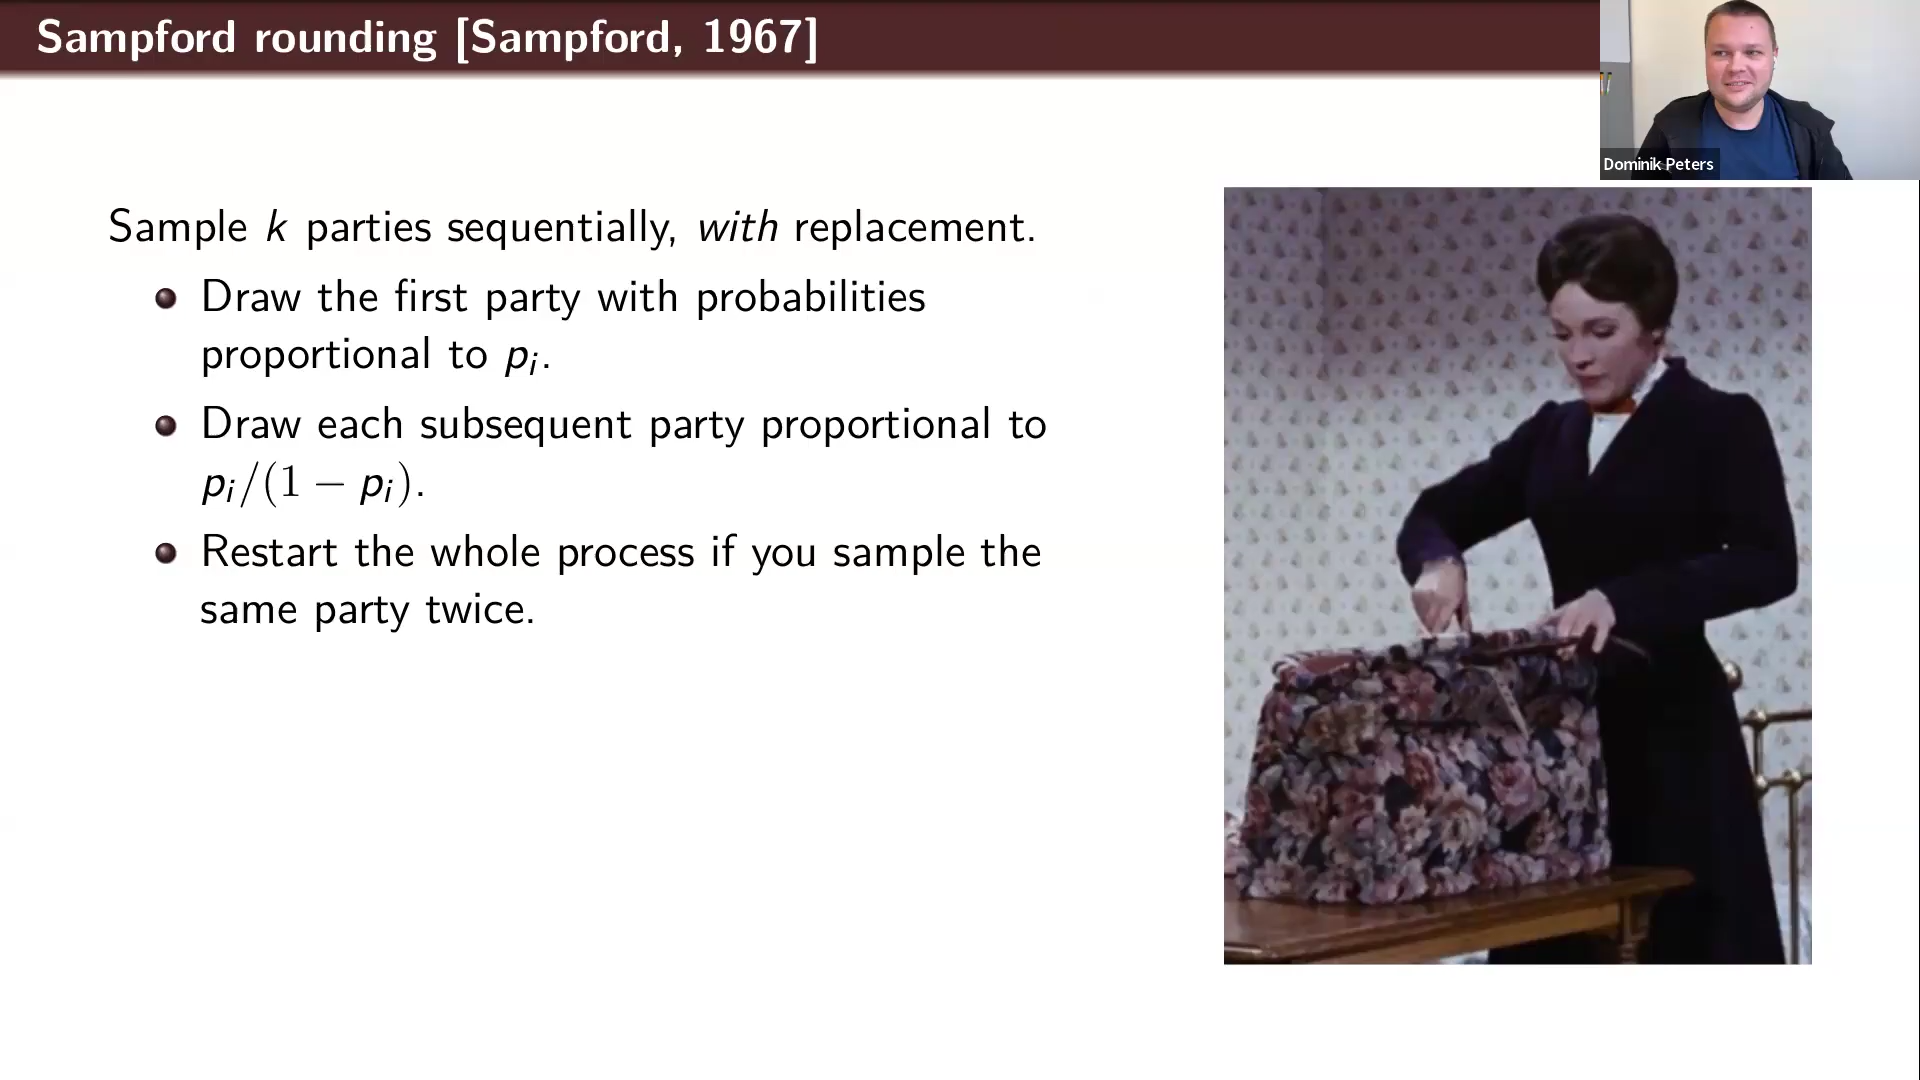 Sampford rounding [Sampford, 1967]
Dominik Peters
Sample k parties sequentially, with replacement.
Draw the first party with probabilities
proportional to pᵢ.
Draw each subsequent party proportional to
pᵢ/(1 − pᵢ).
Restart the whole process if you sample the
same party twice.